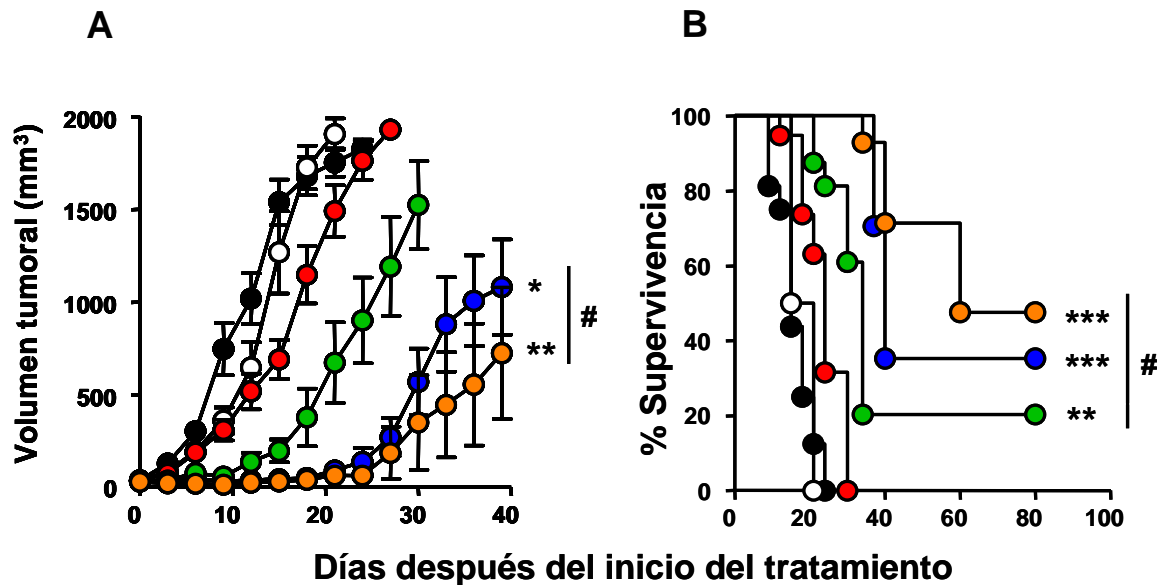 A
B
Volumen tumoral (mm³)
2000
1500
1000
500
0
0 10 20 30 40
*
**
#
% Supervivencia
100
80
60
40
20
0
0 20 40 60 80 100
***
***
**
#
Días después del inicio del tratamiento